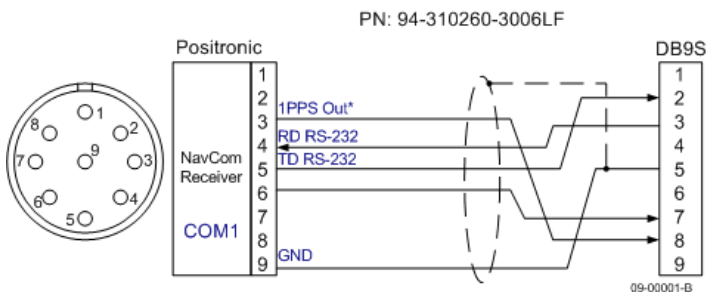 PN: 94-310260-3006LF
Positronic
DB9S
1
2
3
4
5
6
7
8
9
NavCom
Receiver
COM1
1
2
3
4
5
6
7
8
9
1PPS Out*
RD RS-232
TD RS-232
GND
1
2
3
4
5
6
7
8
9
09-00001-B